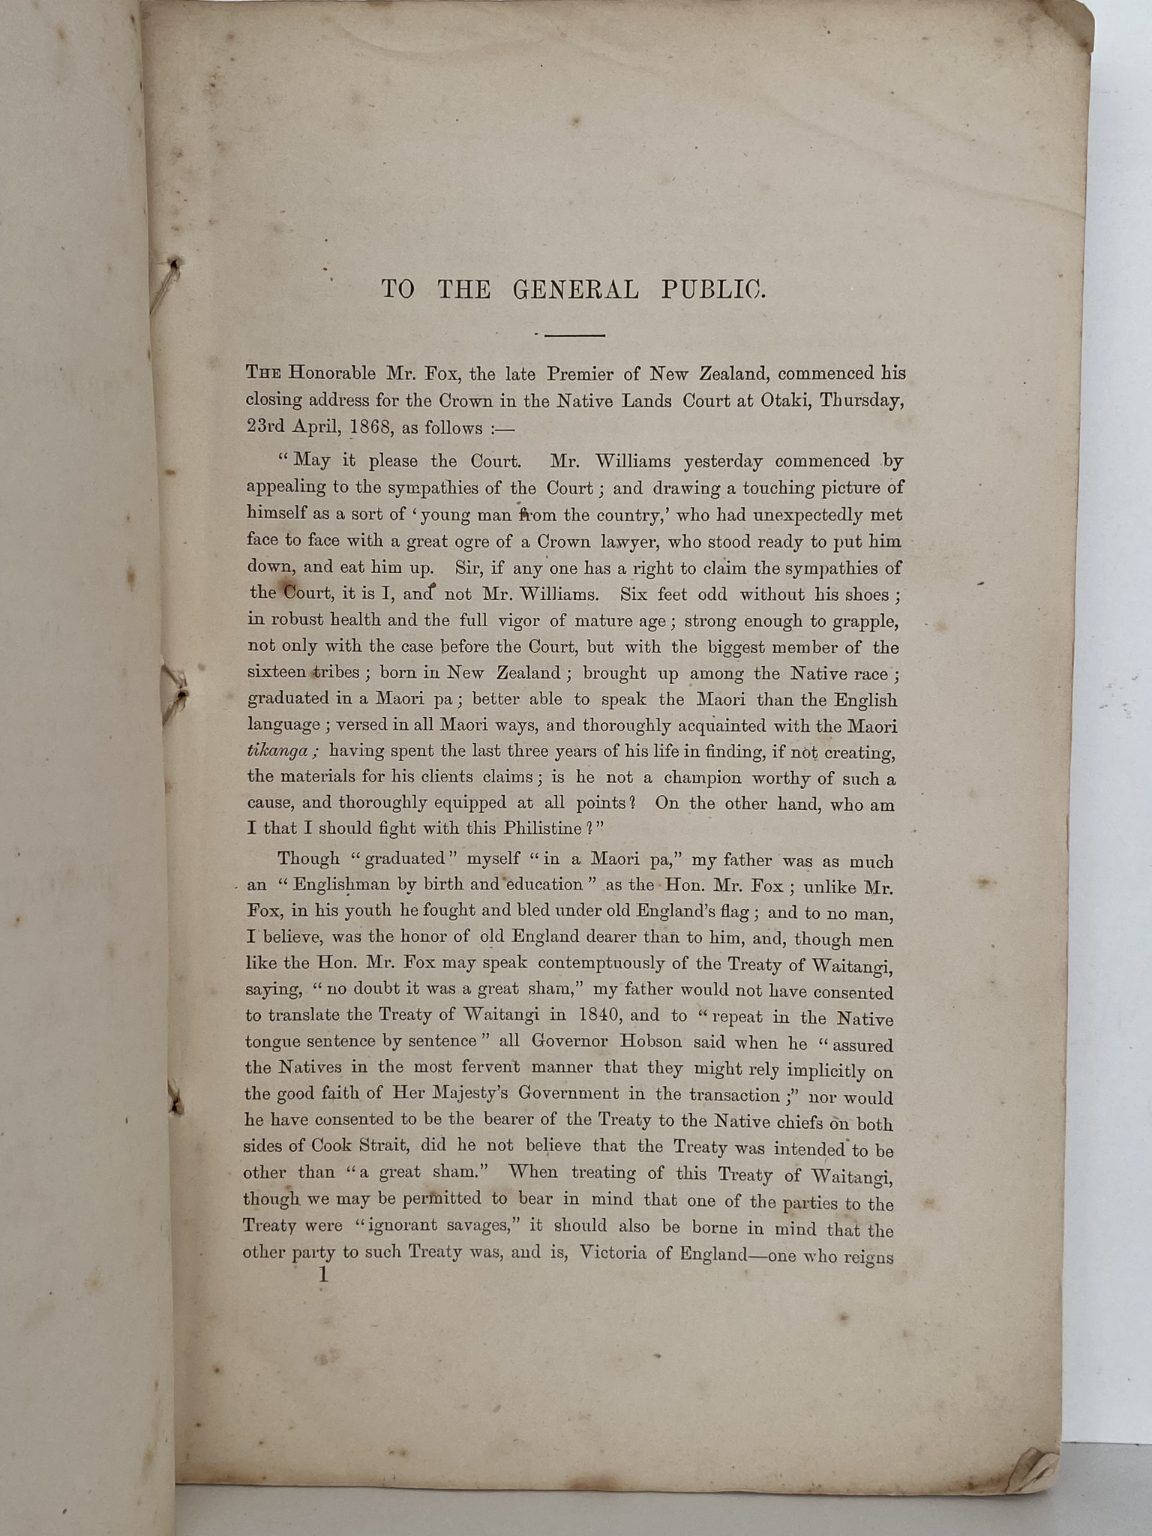 TO THE GENERAL PUBLIC.
THE Honorable Mr. Fox, the late Premier of New Zealand, commenced his
closing address for the Crown in the Native Lands Court at Otaki, Thursday,
23rd April, 1868, as follows :—
“ May it please the Court. Mr. Williams yesterday commenced by
appealing to the sympathies of the Court ; and drawing a touching picture of
himself as a sort of ‘ young man from the country,’ who had unexpectedly met
face to face with a great ogre of a Crown lawyer, who stood ready to put him
down, and eat him up. Sir, if any one has a right to claim the sympathies of
the Court, it is I, and not Mr. Williams. Six feet odd without his shoes ;
in robust health and the full vigor of mature age ; strong enough to grapple,
not only with the case before the Court, but with the biggest member of the
sixteen tribes ; born in New Zealand ; brought up among the Native race ;
graduated in a Maori pa ; better able to speak the Maori than the English
language ; versed in all Maori ways, and thoroughly acquainted with the Maori
tikanga ; having spent the last three years of his life in finding, if not creating,
the materials for his clients claims ; is he not a champion worthy of such a
cause, and thoroughly equipped at all points ? On the other hand, who am
I that I should fight with this Philistine ?”
Though “ graduated ” myself “ in a Maori pa,” my father was as much
an “ Englishman by birth and education ” as the Hon. Mr. Fox ; unlike Mr.
Fox, in his youth he fought and bled under old England’s flag ; and to no man,
I believe, was the honor of old England dearer than to him, and, though men
like the Hon. Mr. Fox may speak contemptuously of the Treaty of Waitangi,
saying, “ no doubt it was a great sham,” my father would not have consented
to translate the Treaty of Waitangi in 1840, and to “ repeat in the Native
tongue sentence by sentence ” all Governor Hobson said when he “ assured
the Natives in the most fervent manner that they might rely implicitly on
the good faith of Her Majesty’s Government in the transaction ;” nor would
he have consented to be the bearer of the Treaty to the Native chiefs on both
sides of Cook Strait, did he not believe that the Treaty was intended to be
other than “ a great sham.” When treating of this Treaty of Waitangi,
though we may be permitted to bear in mind that one of the parties to the
Treaty were “ ignorant savages,” it should also be borne in mind that the
other party to such Treaty was, and is, Victoria of England—one who reigns
1